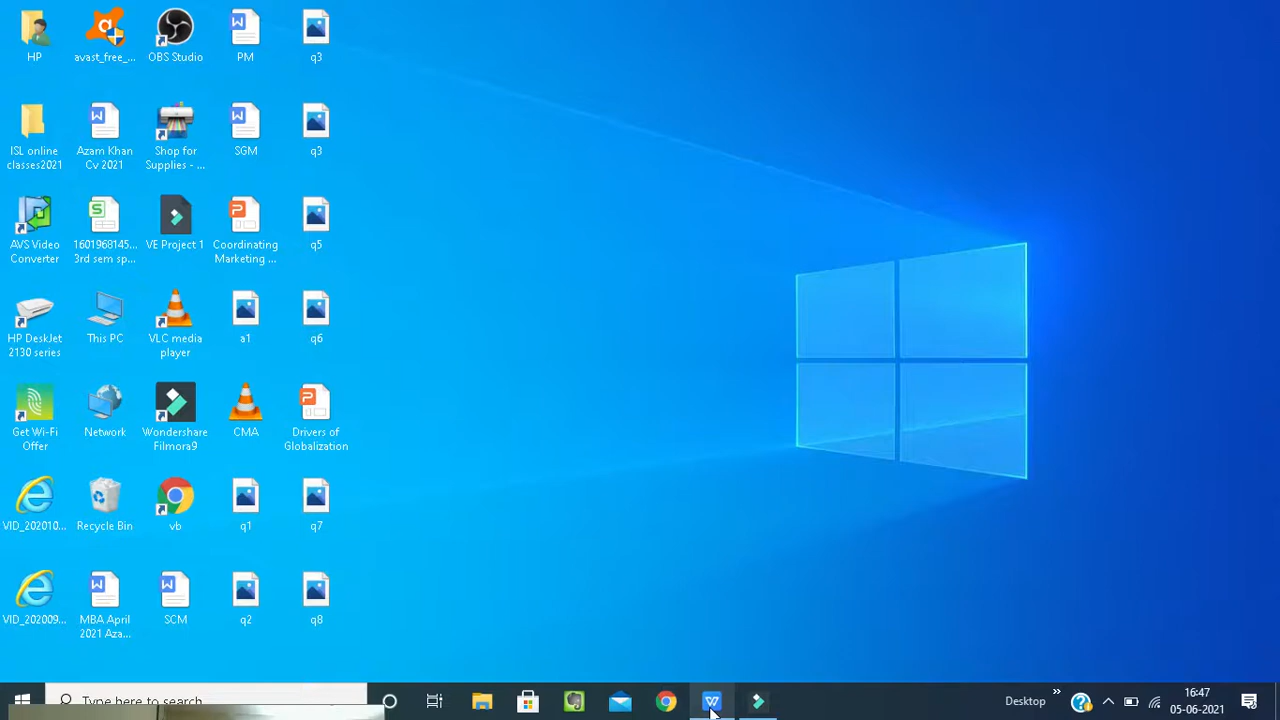 HP
avast_free_...
OBS Studio
PM
q3
ISL online
classes2021
Azam Khan
Cv 2021
Shop for
Supplies - ...
SGM
q3
AVS Video
Converter
1601968145...
3rd sem sp...
VE Project 1
Coordinating
Marketing ...
q5
HP DeskJet
2130 series
This PC
VLC media
player
a1
q6
Get Wi-Fi
Offer
Network
Wondershare
Filmora9
CMA
Drivers of
Globalization
VID_202010...
Recycle Bin
vb
q1
q7
VID_202009...
MBA April
2021 Aza...
SCM
q2
q8
Type here to search
Desktop
16:47
05-06-2021